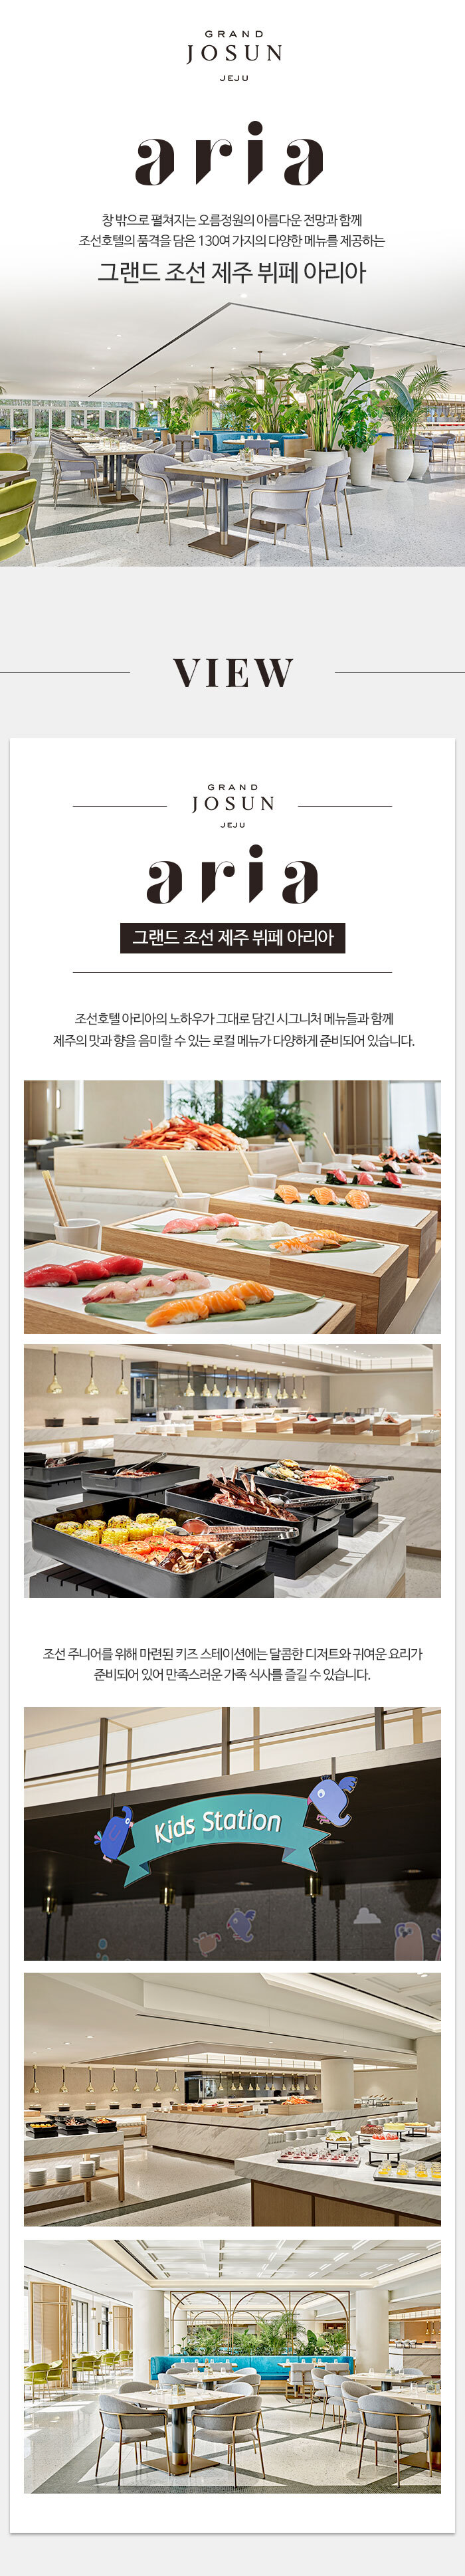 GRAND
JOSUN
JEJU
aria
창 밖으로 펼쳐지는 오름정원의 아름다운 전망과 함께
조선호텔의 품격을 담은 130여 가지의 다양한 메뉴를 제공하는
그랜드 조선 제주 뷔페 아리아
VIEW
GRAND
JOSUN
JEJU
aria
그랜드 조선 제주 뷔페 아리아
조선호텔 아리아의 노하우가 그대로 담긴 시그니처 메뉴들과 함께
제주의 맛과 향을 음미할 수 있는 로컬 메뉴가 다양하게 준비되어 있습니다.
조선 주니어를 위해 마련된 키즈 스테이션에는 달콤한 디저트와 귀여운 요리가
준비되어 있어 만족스러운 가족 식사를 즐길 수 있습니다.
Kids Station